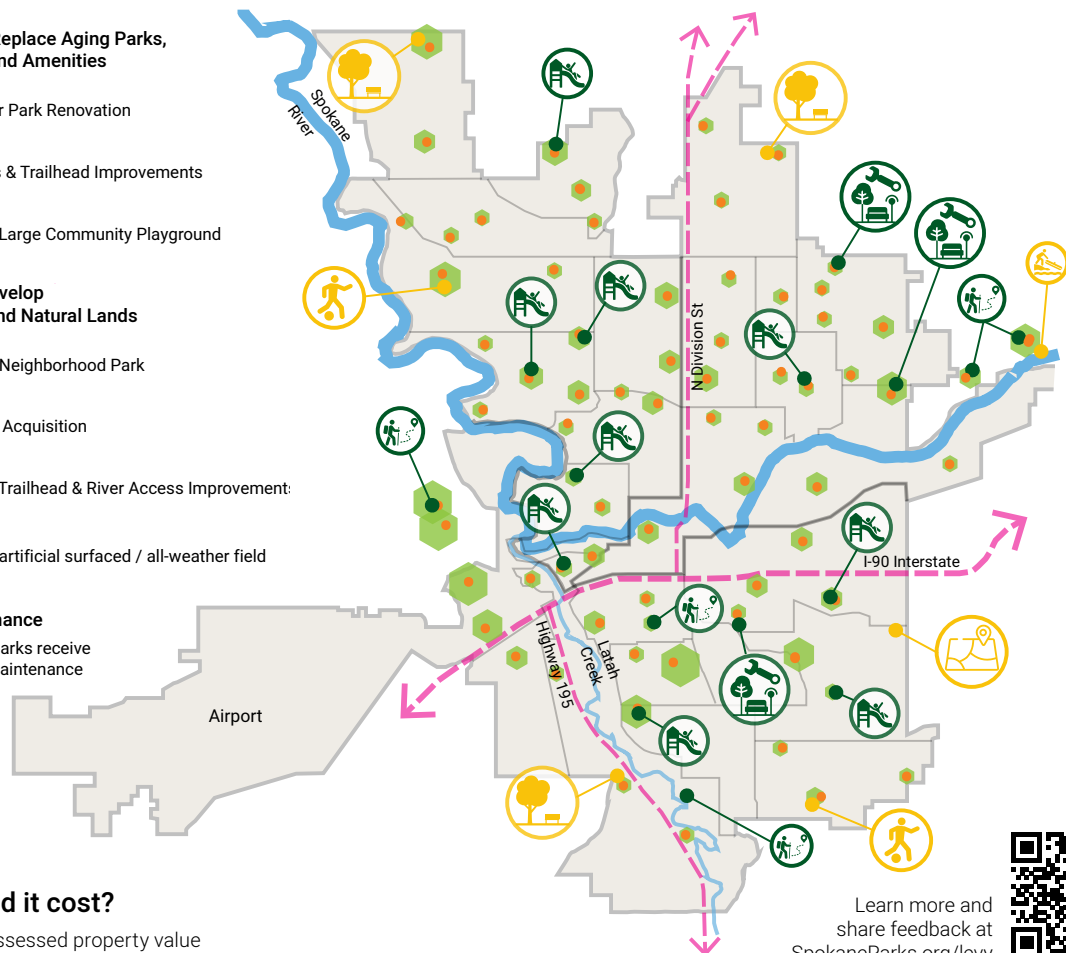 Replace Aging Parks,
nd Amenities
r Park Renovation
s & Trailhead Improvements
Large Community Playground
velop
nd Natural Lands
Neighborhood Park
Acquisition
Trailhead & River Access Improvements
artificial surfaced / all-weather field
nance
arks receive
aintenance
Spokane
River
N Division St
I-90 Interstate
Highway 195
Latah
Creek
Airport
d it cost?
ssessed property value
Learn more and
share feedback at
SpokaneParks.org/levy